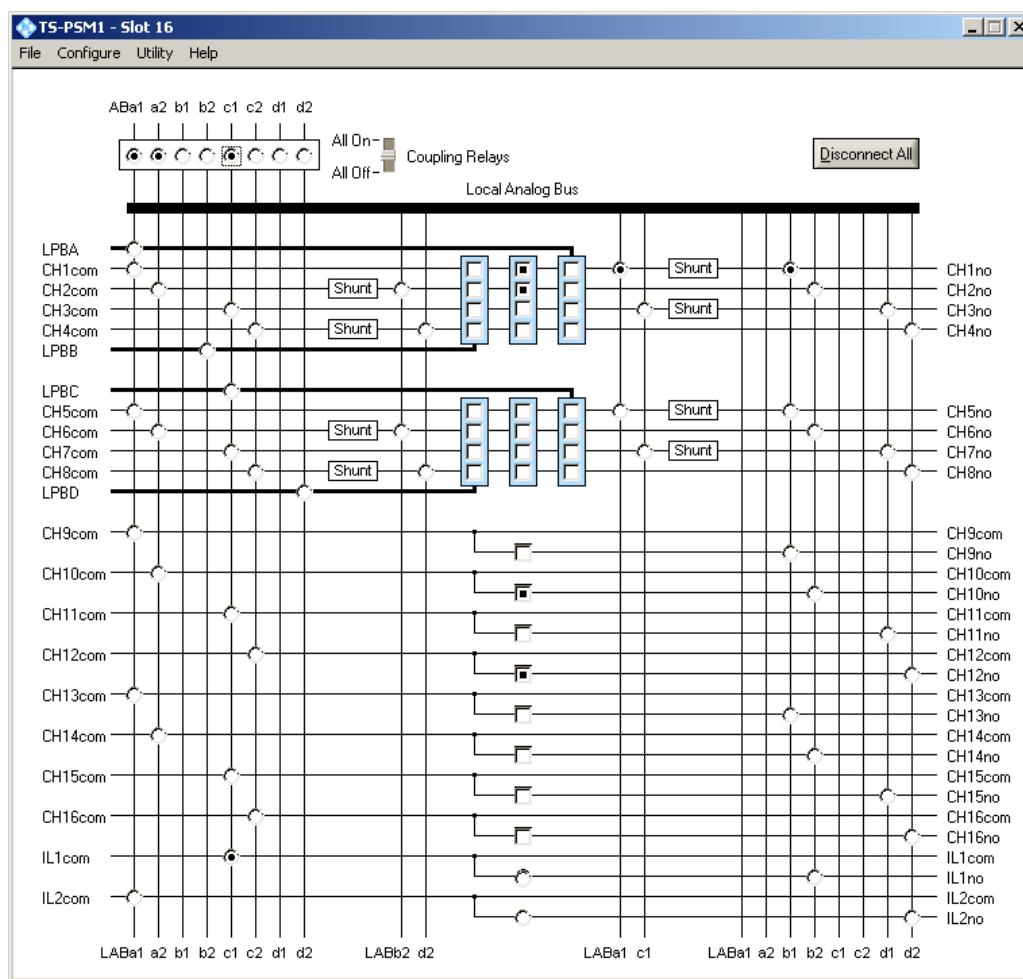 TS-PSM1 - Slot 16
File Configure Utility Help
ABa1 a2 b1 b2 c1 c2 d1 d2
All On
Coupling Relays
All Off
Disconnect All
Local Analog Bus
LPBA
CH1com Shunt CH1no
CH2com Shunt CH2no
CH3com Shunt CH3no
CH4com Shunt CH4no
LPBB
LPBC
CH5com Shunt CH5no
CH6com Shunt CH6no
CH7com Shunt CH7no
CH8com Shunt CH8no
LPBD
CH9com CH9com
CH9no
CH10com CH10com
CH10no
CH11com CH11com
CH11no
CH12com CH12com
CH12no
CH13com CH13com
CH13no
CH14com CH14com
CH14no
CH15com CH15com
CH15no
CH16com CH16com
CH16no
IL1com IL1com
IL1no
IL2com IL2com
IL2no
LABa1 a2 b1 b2 c1 c2 d1 d2 LABb2 d2 LABa1 c1 LABa1 a2 b1 b2 c1 c2 d1 d2